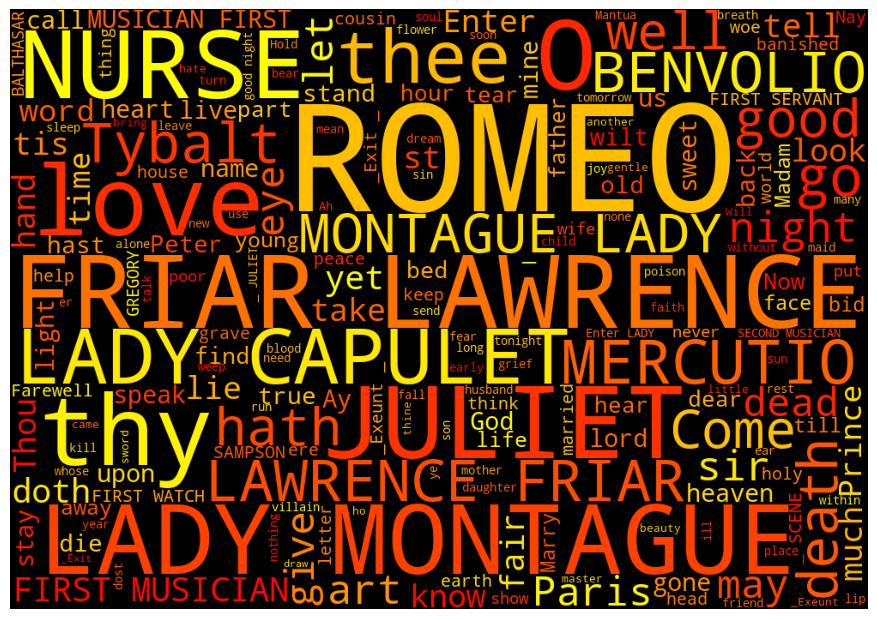 BALTHASAR
call
MUSICIAN FIRST
cousin
soul
Mantua
breath
Nay
NURSE
thing
good night
Hold
let
flower
woe
thee
soon
Enter
mine
O
well
tell
banished
hate
turn
bear
BENVOLIO
word
heart
live
part
stand
hour
tear
us
FIRST SERVANT
tis
sleep
bring
leave
Tybalt
ROMEO
mean
_Exit_
dream
st
sin
father
tomorrow
another
wilt
joy
gentle
sweet
good
look
back
world
Madam
many
hand
time
love
house
name
eye
new
use
Ah
old
go
none
wife
child
Will
night
without
maid
hast
alone
Peter
young
MONTAGUE LADY
help
er
GREGORY
talk
poor
_JULIET
peace
yet
bed
keep
send
poison
faith
Now
face
put
bid
FRIAR LAWRENCE
take
light
grave
find
blood
need
fear
long
tonight
Enter LADY
never
SECOND MUSICIAN
LADY CAPULET
weep
early
grief
MERCUTIO
sun
Farewell
speak
lie
true
Ay
_Exeunt_
fall
thine
husband
think
God
life
married
hear
dear
little
rest
dead
Thou
thy
came
kill
sword
hath
run
JULIET
son
lord
Come
till
Prince
whose
SAMPSON
ere
ye
mother
daughter
sir
ear
holy
within
doth
upon
FIRST WATCH
LAWRENCE FRIAR
heaven
stay
away
year
die
villain
ho
give
letter
fair
Marry
beauty
ill
SCENE
place
death
much
_Exit
LADY MONTAGUE
nothing
draw
dost
FIRST MUSICIAN
art
know
earth
show
Paris
master
gone
head
friend
may
_Exeunt
lip